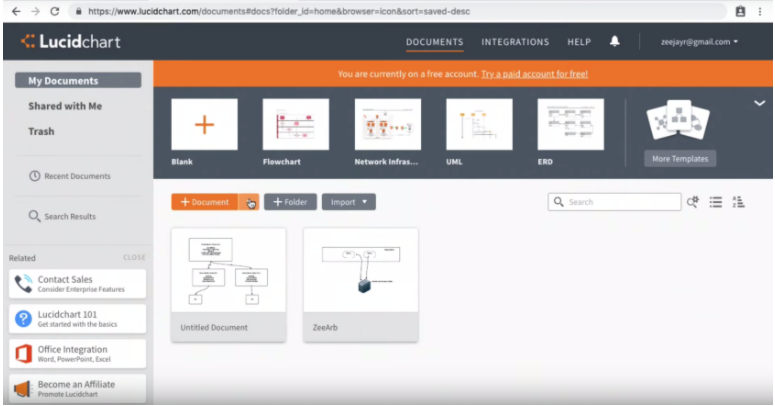 https://www.lucidchart.com/documents#docs?folder_id=home&browser=icon&sort=saved-desc
Lucidchart
DOCUMENTS INTEGRATIONS HELP zeejayr@gmail.com
My Documents
Shared with Me
Trash
Recent Documents
Search Results
Related CLOSE
Contact Sales
Consider Enterprise Features
Lucidchart 101
Get started with the basics
Office Integration
Word, PowerPoint, Excel
Become an Affiliate
Promote Lucidchart
You are currently on a free account. Try a paid account for free!
Blank Flowchart Network Infras... UML ERD More Templates
+ Document + Folder Import Search
Untitled Document ZeeArb